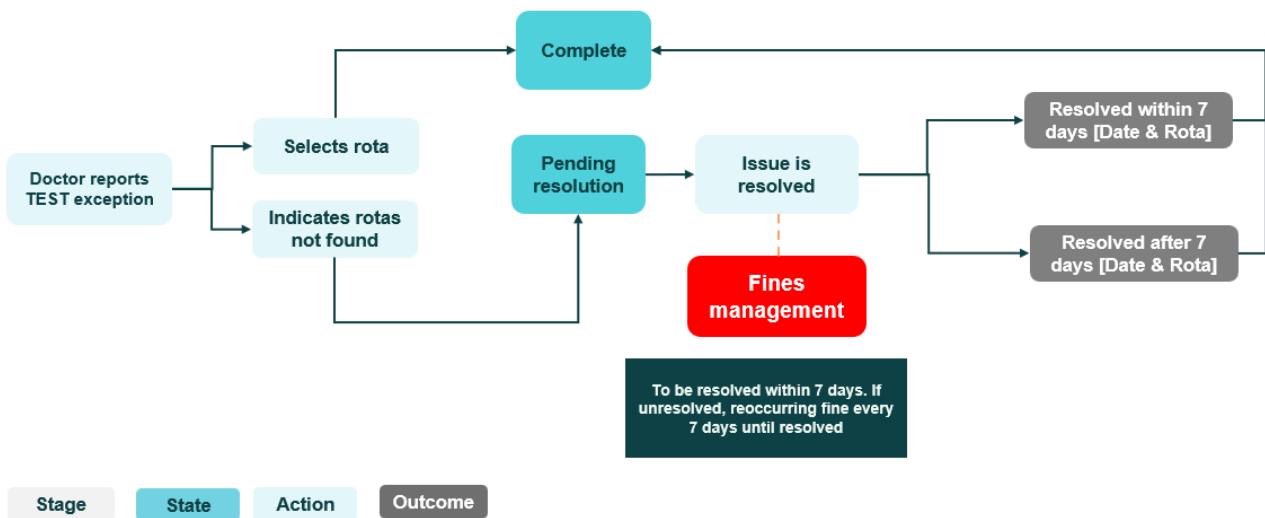 Complete
Resolved within 7
days [Date & Rota]
Selects rota
Pending
resolution
Issue is
resolved
Doctor reports
TEST exception
Indicates rotas
not found
Resolved after 7
days [Date & Rota]
Fines
management
To be resolved within 7 days. If
unresolved, reoccurring fine every
7 days until resolved
Stage
State
Action
Outcome